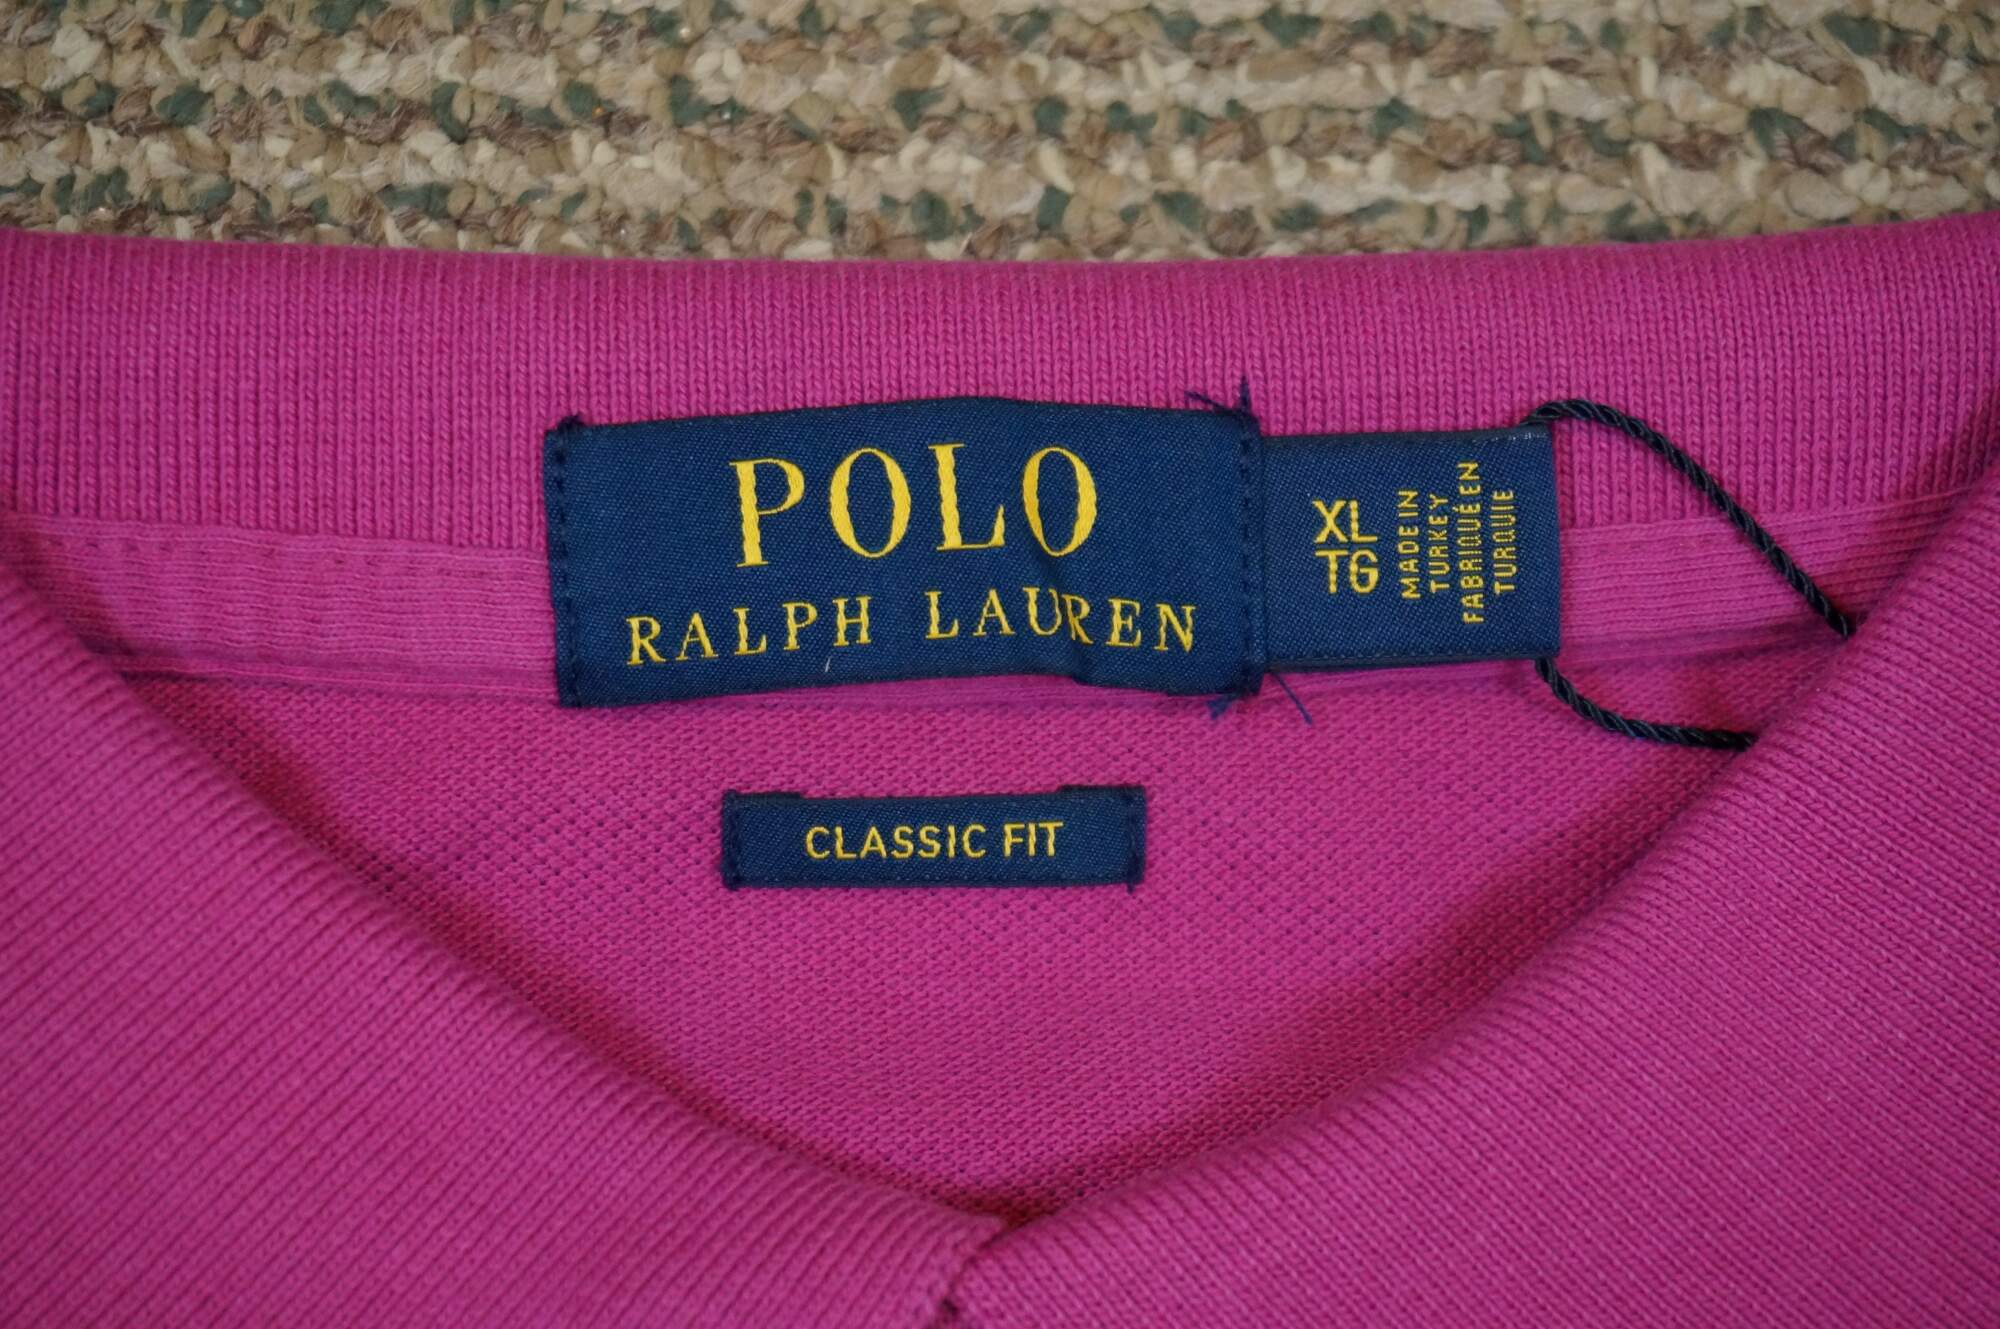 POLO
RALPH LAUREN
XL
TG
MADE IN
TURKEY
FABRIQUÉ EN
TURQUIE
CLASSIC FIT